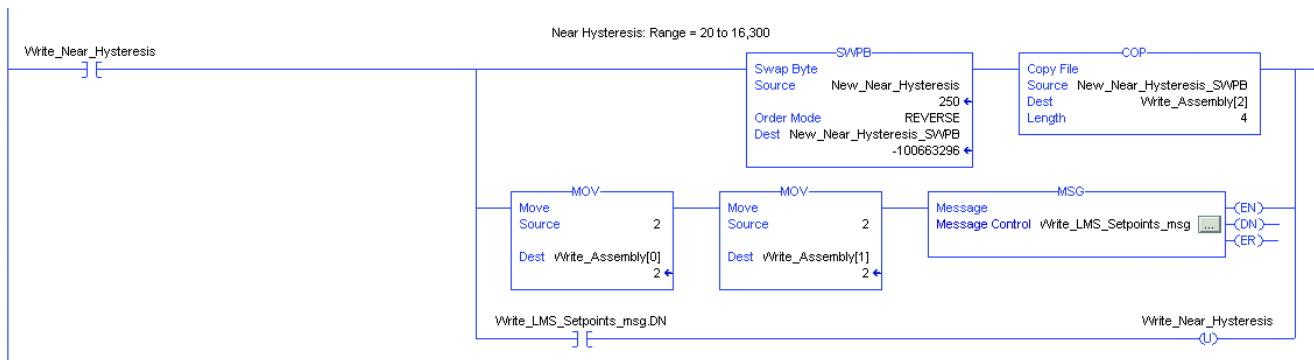 Near Hysteresis: Range = 20 to 16,300
Write_Near_Hysteresis
SWPB
Swap Byte
Source New_Near_Hysteresis
250
Order Mode REVERSE
Dest New_Near_Hysteresis_SWPB
-100663296
COP
Copy File
Source New_Near_Hysteresis_SWPB
Dest Write_Assembly[2]
Length 4
MOV
Move
Source 2
Dest Write_Assembly[0]
2
MOV
Move
Source 2
Dest Write_Assembly[1]
2
MSG
Message
Message Control Write_LMS_Setpoints_msg ...
EN
DN
ER
Write_LMS_Setpoints_msg.DN
Write_Near_Hysteresis
U